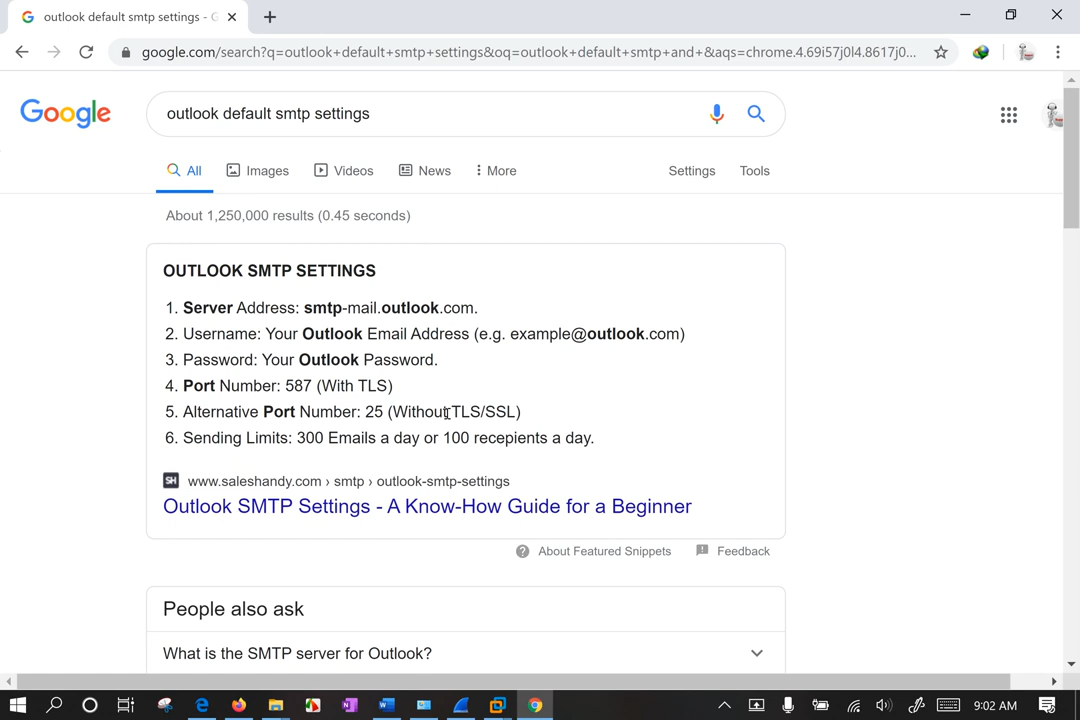 outlook default smtp settings - G
google.com/search?q=outlook+default+smtp+settings&oq=outlook+default+smtp+and+&aqs=chrome.4.69i57j0l4.8617j0...
Google
outlook default smtp settings
All Images Videos News More Settings Tools
About 1,250,000 results (0.45 seconds)
OUTLOOK SMTP SETTINGS
1. Server Address: smtp-mail.outlook.com.
2. Username: Your Outlook Email Address (e.g. example@outlook.com)
3. Password: Your Outlook Password.
4. Port Number: 587 (With TLS)
5. Alternative Port Number: 25 (Without TLS/SSL)
6. Sending Limits: 300 Emails a day or 100 recepients a day.
SH www.saleshandy.com › smtp › outlook-smtp-settings
Outlook SMTP Settings - A Know-How Guide for a Beginner
About Featured Snippets Feedback
People also ask
What is the SMTP server for Outlook?
9:02 AM